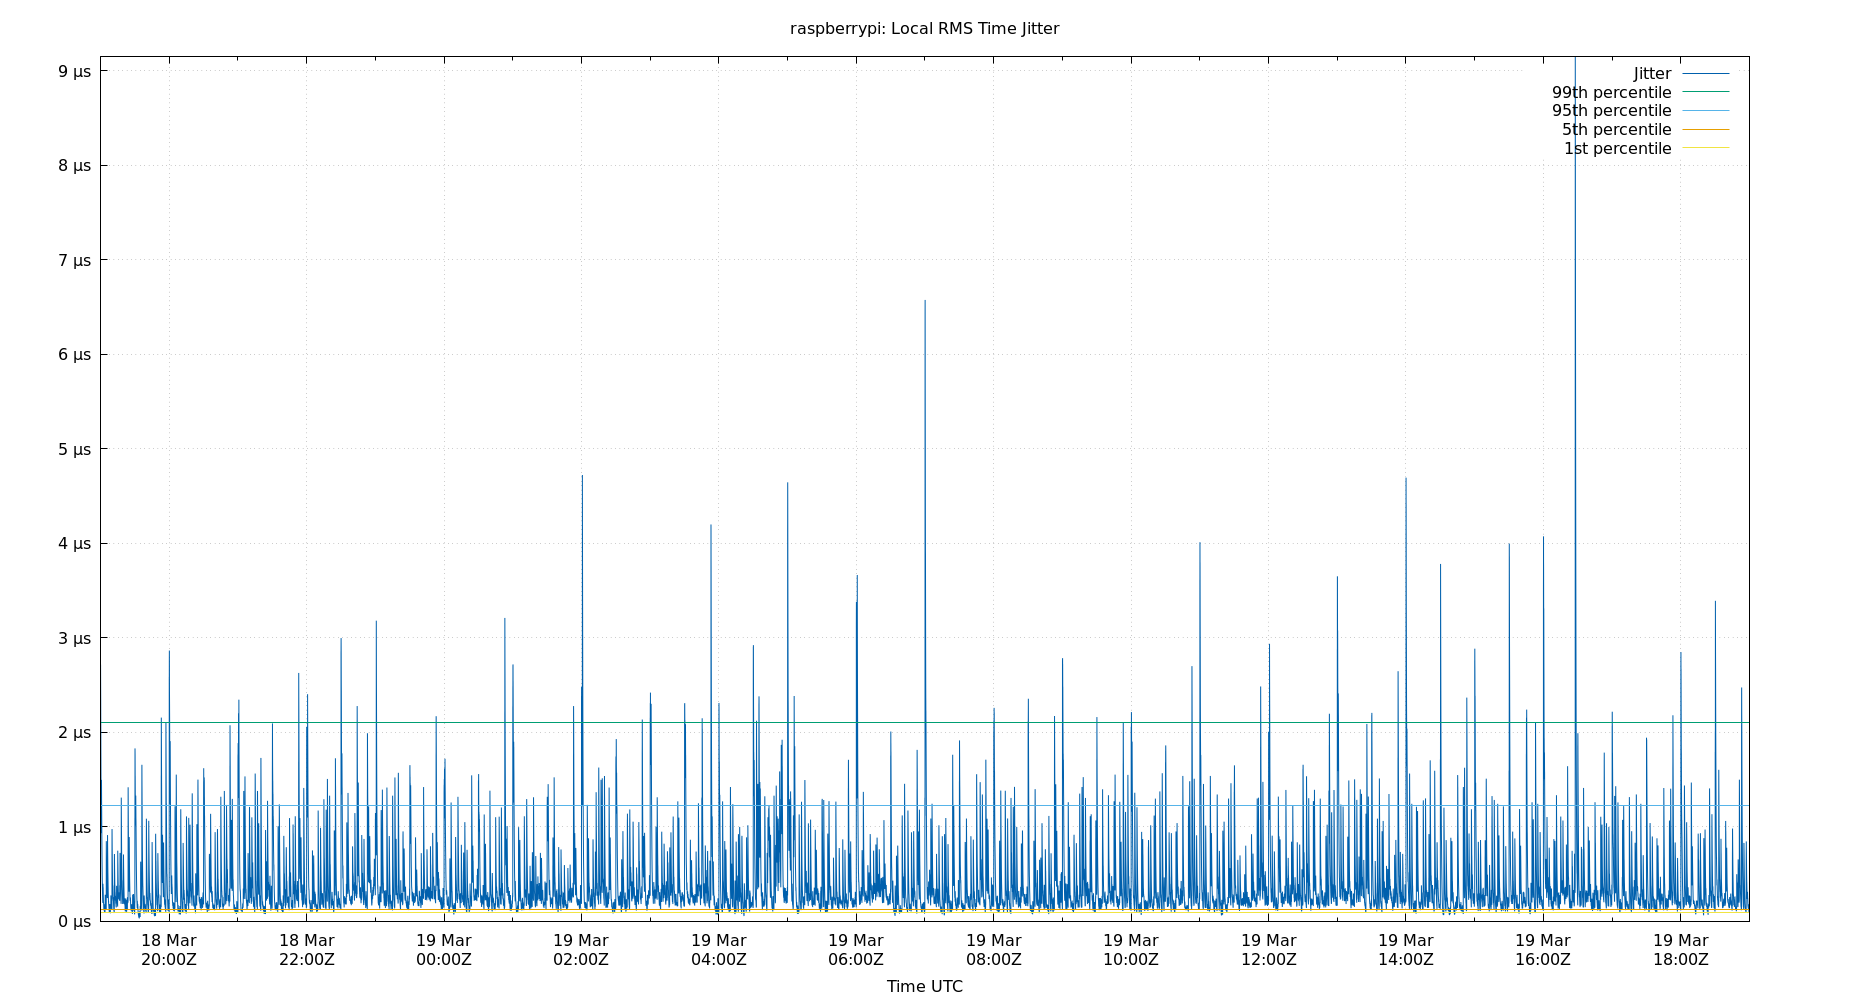 raspberrypi: Local RMS Time Jitter
9 µs
8 µs
7 µs
6 µs
5 µs
4 µs
3 µs
2 µs
1 µs
0 µs
Jitter
99th percentile
95th percentile
5th percentile
1st percentile
18 Mar
20:00Z
18 Mar
22:00Z
19 Mar
00:00Z
19 Mar
02:00Z
19 Mar
04:00Z
19 Mar
06:00Z
19 Mar
08:00Z
19 Mar
10:00Z
19 Mar
12:00Z
19 Mar
14:00Z
19 Mar
16:00Z
19 Mar
18:00Z
Time UTC